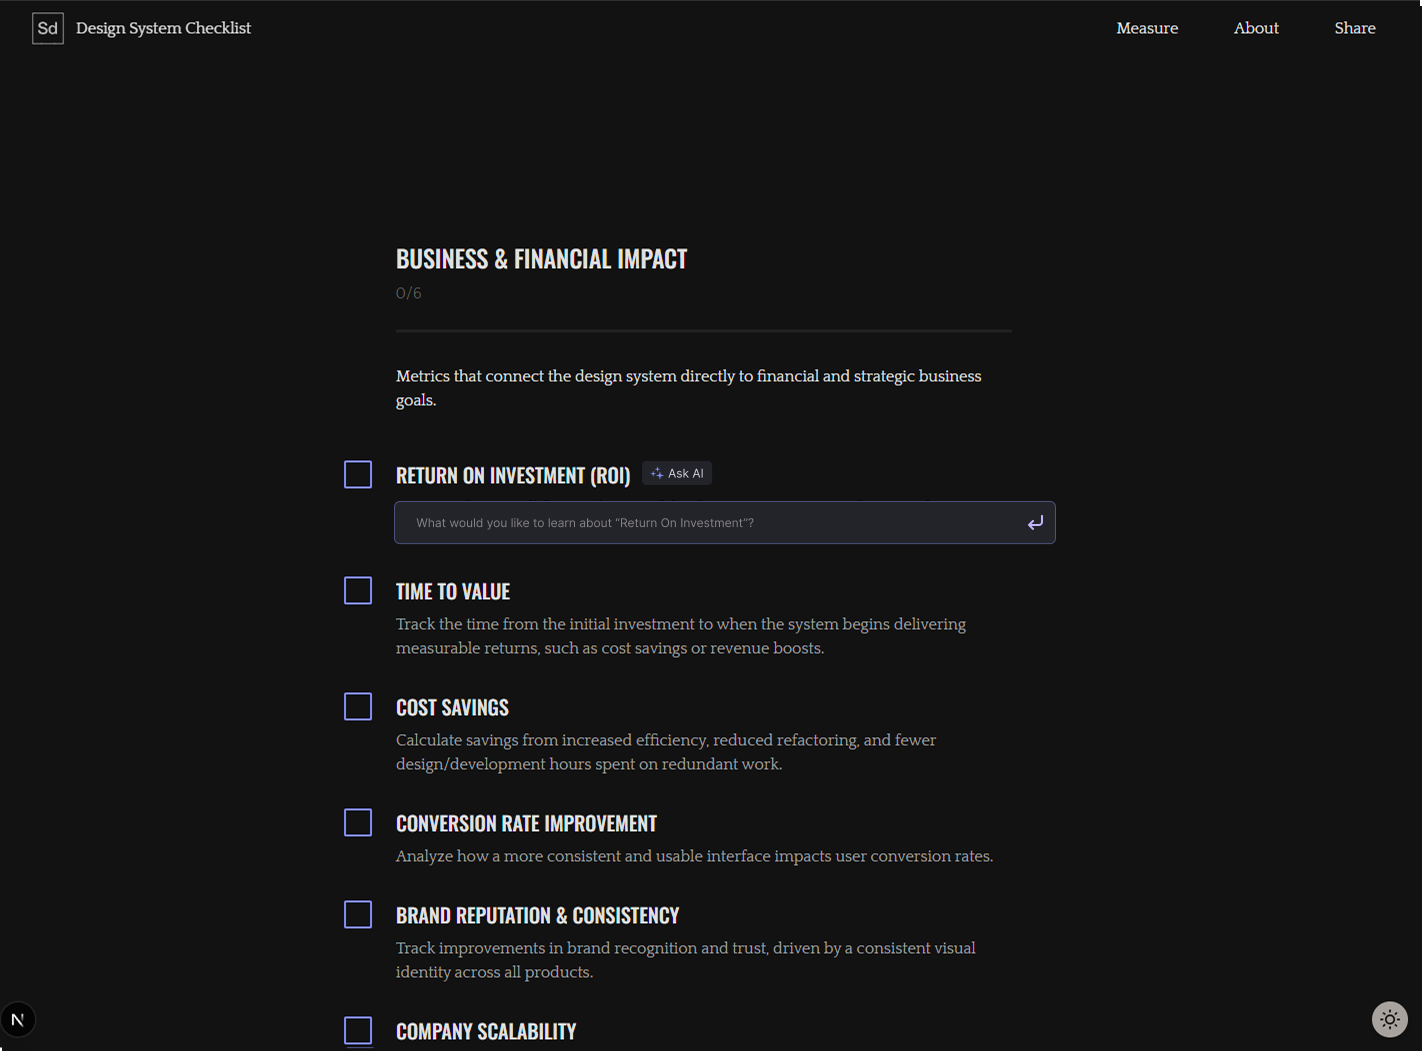 Sd Design System Checklist Measure About Share
BUSINESS & FINANCIAL IMPACT
0/6
Metrics that connect the design system directly to financial and strategic business
goals.
RETURN ON INVESTMENT (ROI) Ask AI
What would you like to learn about “Return On Investment”?
TIME TO VALUE
Track the time from the initial investment to when the system begins delivering
measurable returns, such as cost savings or revenue boosts.
COST SAVINGS
Calculate savings from increased efficiency, reduced refactoring, and fewer
design/development hours spent on redundant work.
CONVERSION RATE IMPROVEMENT
Analyze how a more consistent and usable interface impacts user conversion rates.
BRAND REPUTATION & CONSISTENCY
Track improvements in brand recognition and trust, driven by a consistent visual
identity across all products.
N
COMPANY SCALABILITY